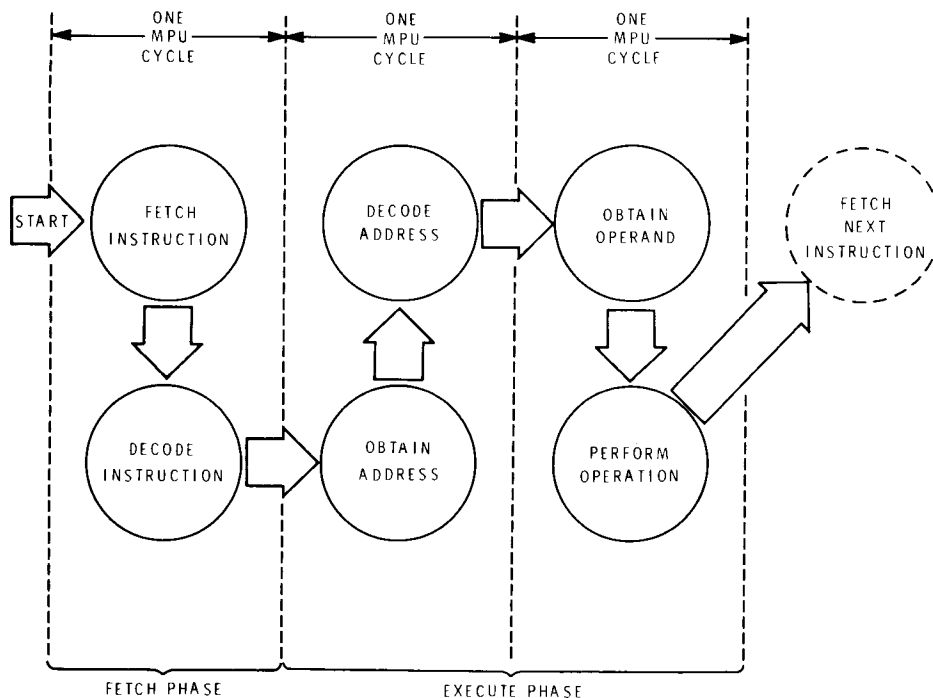 ONE
MPU
CYCLE
ONE
MPU
CYCLE
ONE
MPU
CYCLE
START
FETCH
INSTRUCTION
DECODE
ADDRESS
OBTAIN
OPERAND
FETCH
NEXT
INSTRUCTION
DECODE
INSTRUCTION
OBTAIN
ADDRESS
PERFORM
OPERATION
FETCH PHASE
EXECUTE PHASE